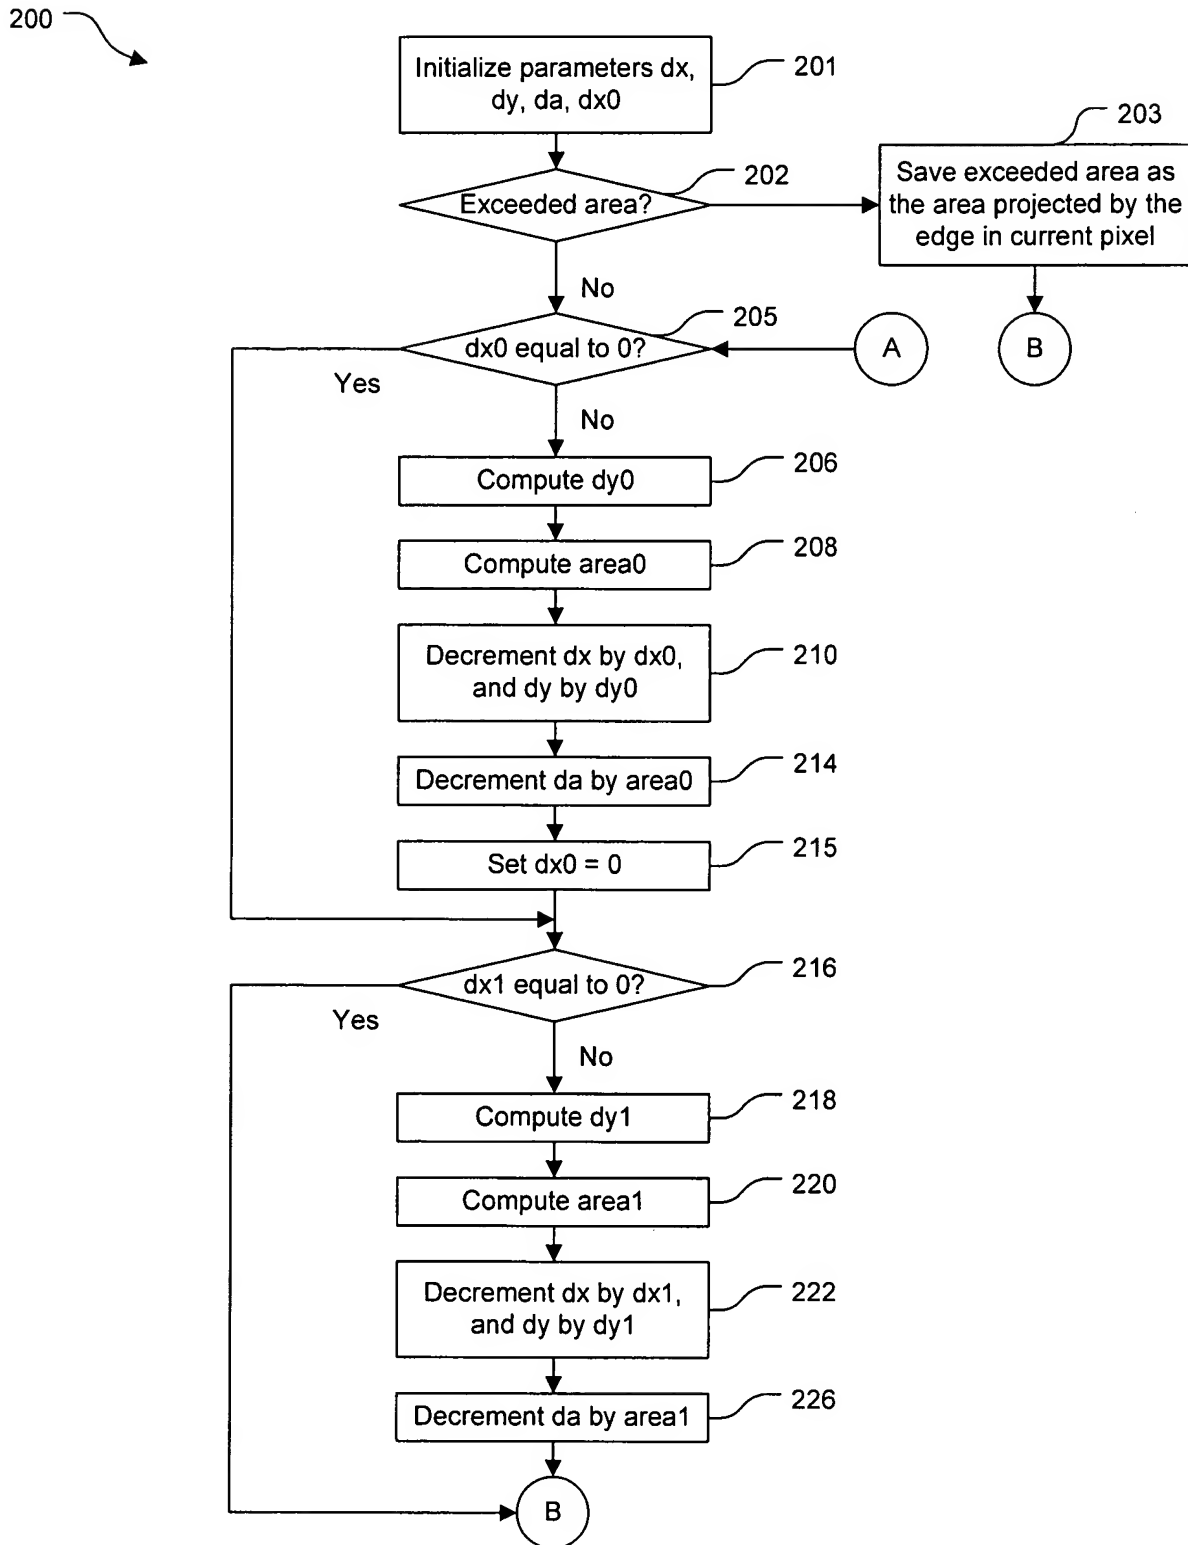 200
Initialize parameters dx,
dy, da, dx0
201
203
Exceeded area?
202
Save exceeded area as
the area projected by the
edge in current pixel
No
dx0 equal to 0?
205
A
B
Yes
No
Compute dy0
206
Compute area0
208
Decrement dx by dx0,
and dy by dy0
210
Decrement da by area0
214
Set dx0 = 0
215
dx1 equal to 0?
216
Yes
No
Compute dy1
218
Compute area1
220
Decrement dx by dx1,
and dy by dy1
222
Decrement da by area1
226
B